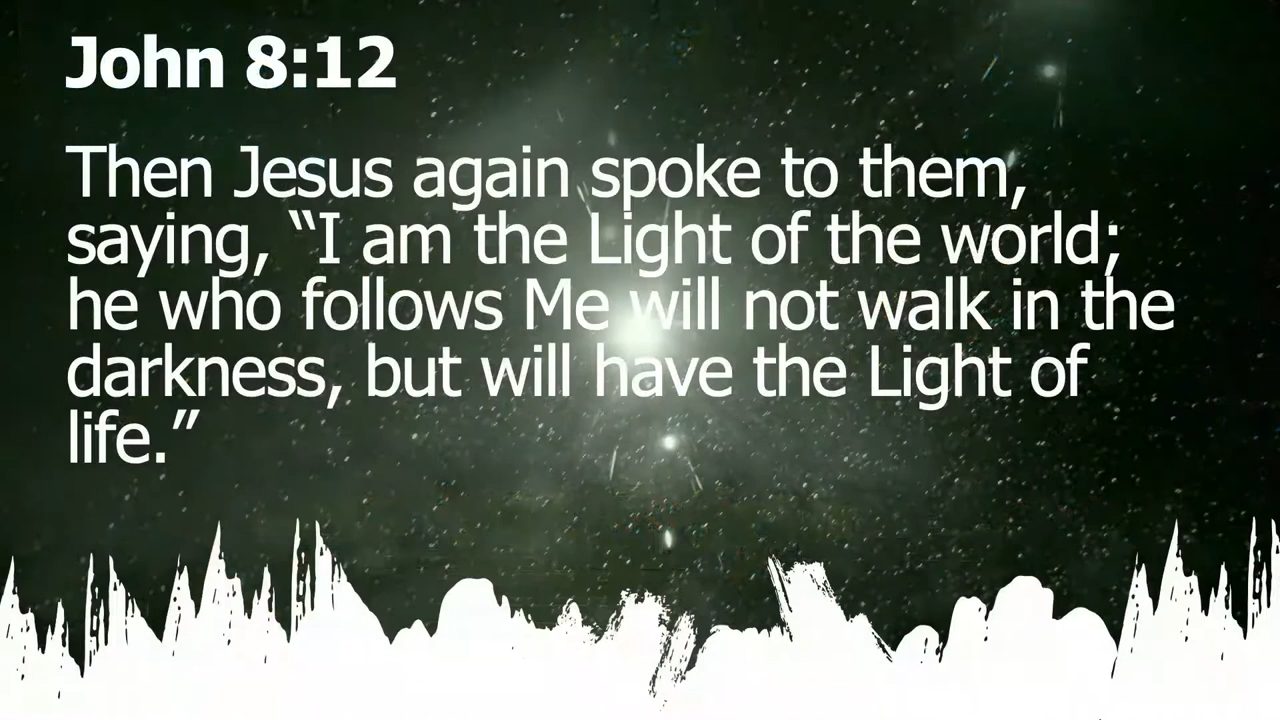 John 8:12
Then Jesus again spoke to them,
saying, “I am the Light of the world;
he who follows Me will not walk in the
darkness, but will have the Light of
life.”